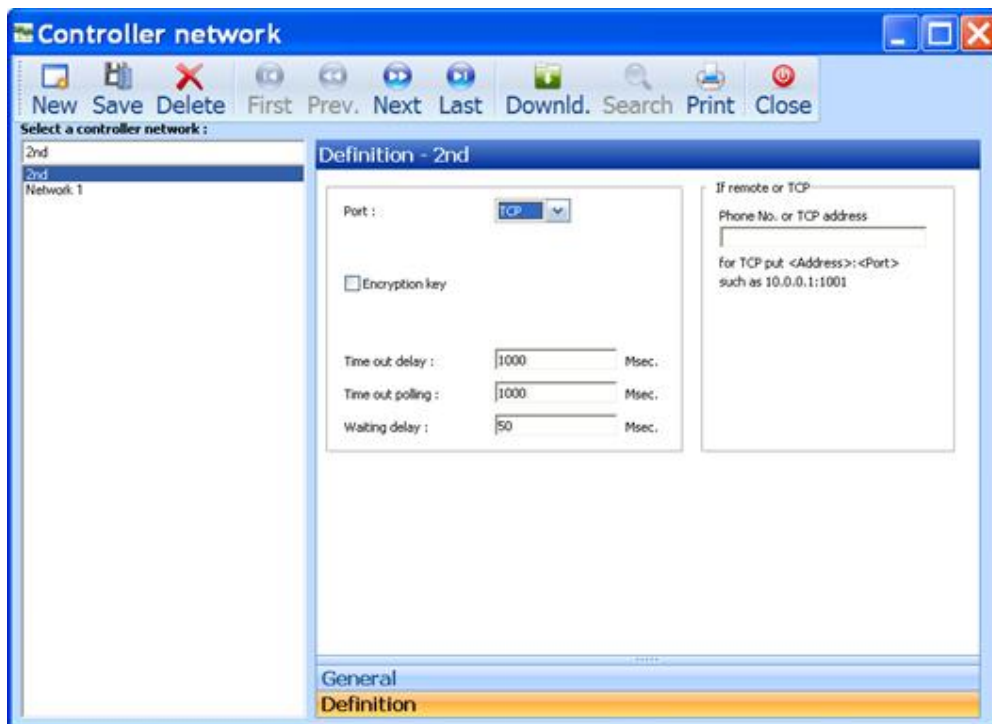 Controller network
New Save Delete First Prev. Next Last Downld. Search Print Close
Select a controller network :
2nd
2nd
Network 1
Definition - 2nd
Port :
TCP
Encryption key
Time out delay :
1000
Msec.
Time out polling :
1000
Msec.
Waiting delay :
50
Msec.
If remote or TCP
Phone No. or TCP address
for TCP put <Address>:<Port>
such as 10.0.0.1:1001
General
Definition